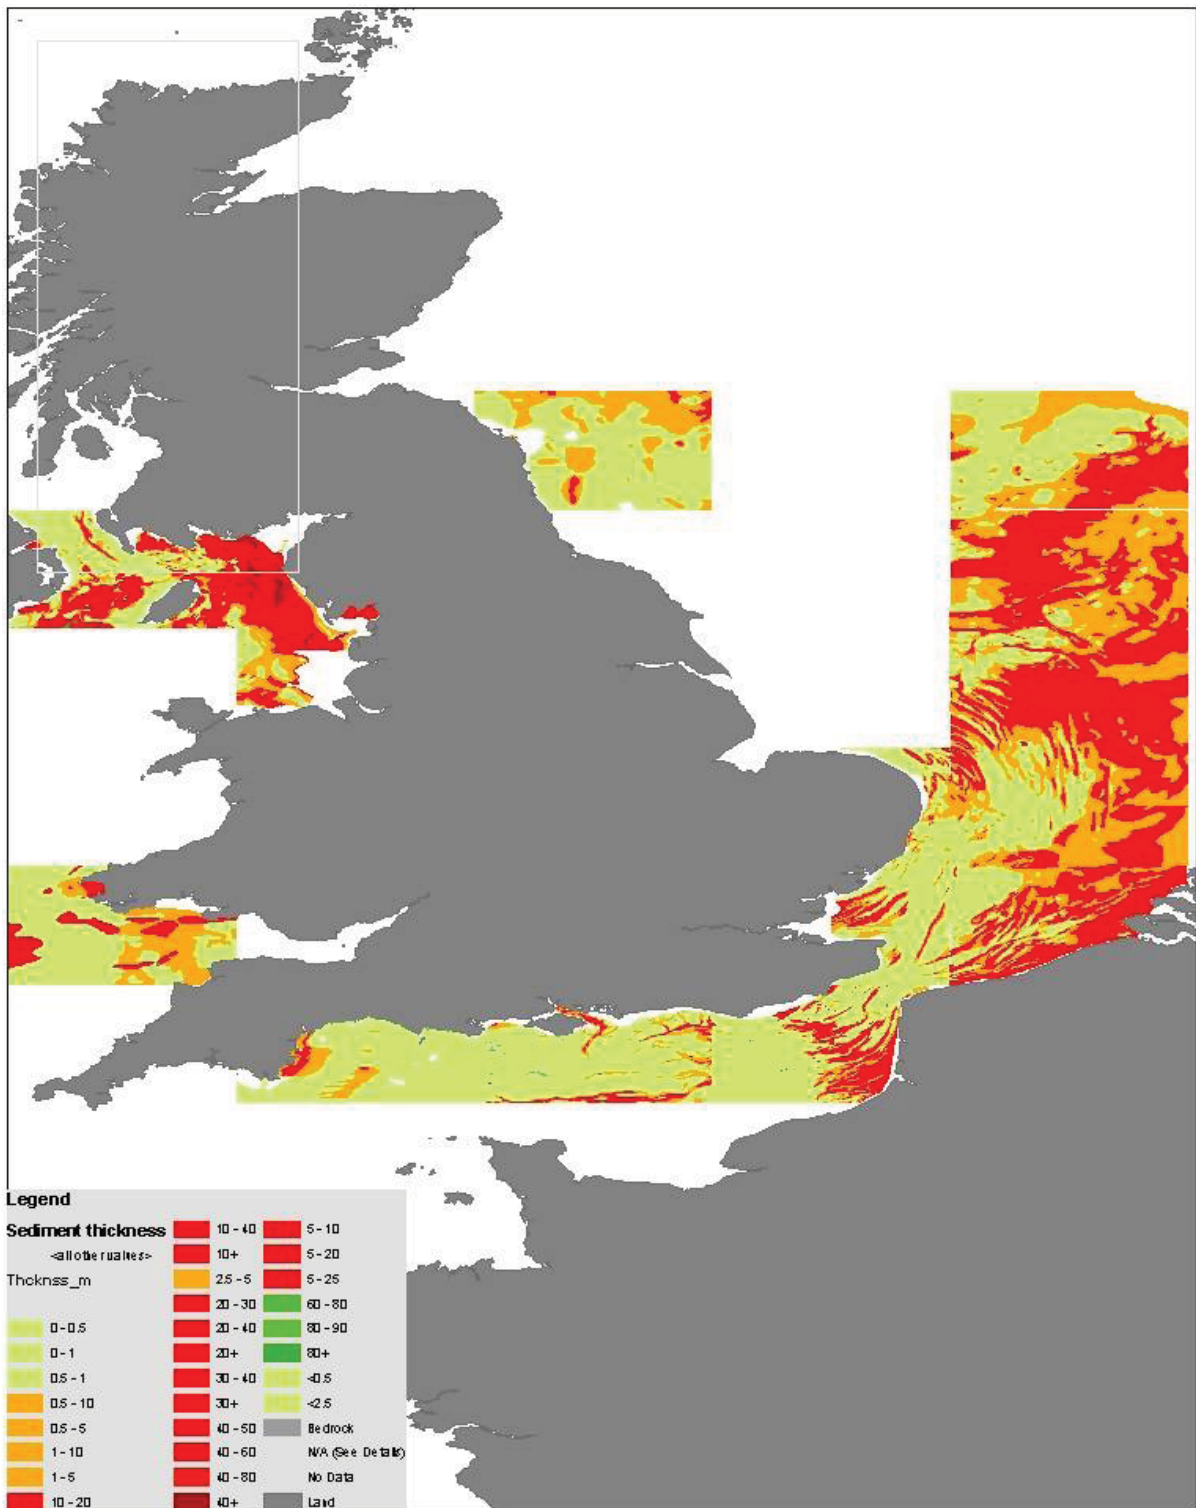 Legend
Sediment thickness
<all other values>
Thcknss_m
0 - 0.5
0 - 1
0.5 - 1
0.5 - 10
0.5 - 5
1 - 10
1 - 5
10 - 20
10 - 40
10+
2.5 - 5
20 - 30
20 - 40
20+
30 - 40
30+
40 - 50
40 - 60
40 - 80
40+
5 - 10
5 - 20
5 - 25
60 - 80
80 - 90
80+
<0.5
<2.5
Bedrock
N/A (See Details)
No Data
Land